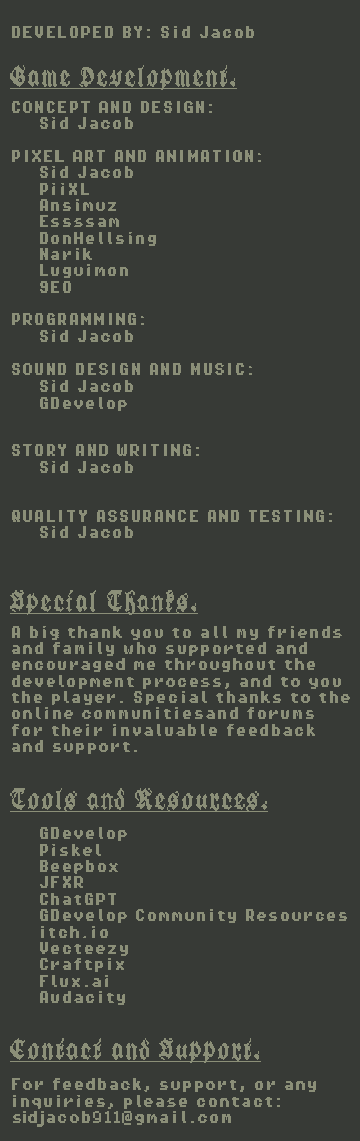 DEVELOPED BY: Sid Jacob
Game Development.
CONCEPT AND DESIGN:
Sid Jacob
PIXEL ART AND ANIMATION:
Sid Jacob
PiiXL
Ansimuz
Essssam
DonHellsing
Narik
Luguimon
9E0
PROGRAMMING:
Sid Jacob
SOUND DESIGN AND MUSIC:
Sid Jacob
GDevelop
STORY AND WRITING:
Sid Jacob
QUALITY ASSURANCE AND TESTING:
Sid Jacob
Special Thanks.
A big thank you to all my friends
and family who supported and
encouraged me throughout the
development process, and to you
the player. Special thanks to the
online communitiesand forums
for their invaluable feedback
and support.
Tools and Resources.
GDevelop
Piskel
Beepbox
JFXR
ChatGPT
GDevelop Community Resources
itch.io
Vecteezy
Craftpix
Flux.ai
Audacity
Contact and Support.
For feedback, support, or any
inquiries, please contact:
sidjacob911@gmail.com